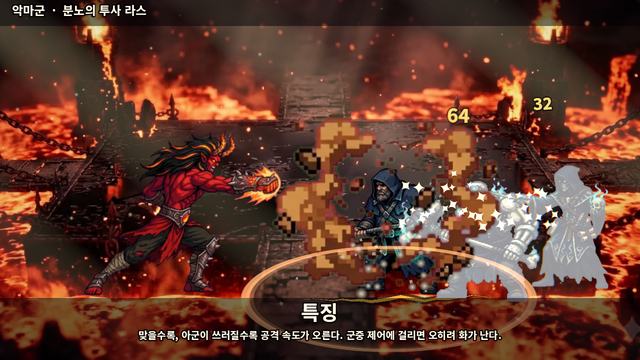 악마군 · 분노의 투사 라스
64
32
특징
맞을수록, 아군이 쓰러질수록 공격 속도가 오른다. 군중 제어에 걸리면 오히려 화가 난다.